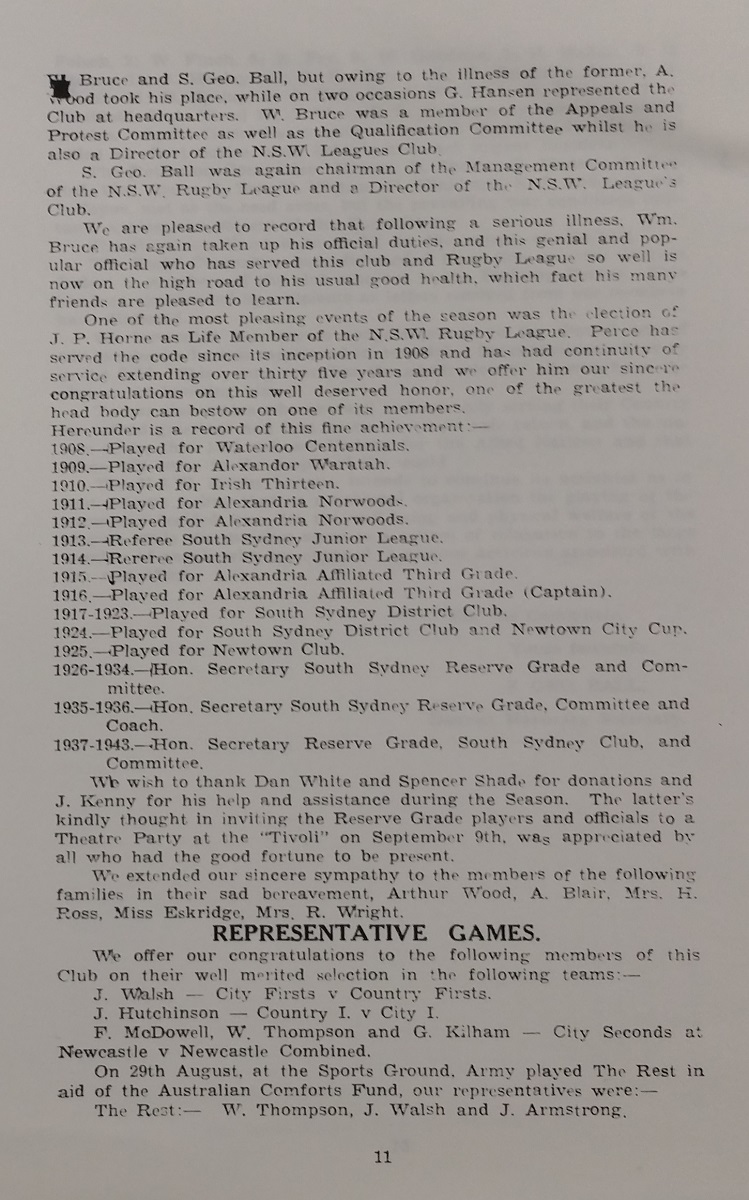 W. Bruce and S. Geo. Ball, but owing to the illness of the former, A.
Wood took his place, while on two occasions G. Hansen represented the
Club at headquarters. W. Bruce was a member of the Appeals and
Protest Committee as well as the Qualification Committee whilst he is
also a Director of the N.S.W. Leagues Club.
S. Geo. Ball was again chairman of the Management Committee
of the N.S.W. Rugby League and a Director of the N.S.W. League's
Club.
We are pleased to record that following a serious illness, Wm.
Bruce has again taken up his official duties, and this genial and pop-
ular official who has served this club and Rugby League so well is
now on the high road to his usual good health, which fact his many
friends are pleased to learn.
One of the most pleasing events of the season was the election of
J. P. Horne as Life Member of the N.S.W. Rugby League. Perce has
served the code since its inception in 1908 and has had continuity of
service extending over thirty five years and we offer him our sincere
congratulations on this well deserved honor, one of the greatest the
head body can bestow on one of its members.
Hereunder is a record of this fine achievement:—
1908.—Played for Waterloo Centennials.
1909.—Played for Alexandor Waratah.
1910.—Played for Irish Thirteen.
1911.—Played for Alexandria Norwoods.
1912.—Played for Alexandria Norwoods.
1913.—Referee South Sydney Junior League.
1914.—Rereree South Sydney Junior League.
1915.—Played for Alexandria Affiliated Third Grade.
1916.—Played for Alexandria Affiliated Third Grade (Captain).
1917-1923.—Played for South Sydney District Club.
1924.—Played for South Sydney District Club and Newtown City Cup.
1925.—Played for Newtown Club.
1926-1934.—Hon. Secretary South Sydney Reserve Grade and Com-
mittee.
1935-1936.—Hon. Secretary South Sydney Reserve Grade, Committee and
Coach.
1937-1943.—Hon. Secretary Reserve Grade, South Sydney Club, and
Committee.
We wish to thank Dan White and Spencer Shade for donations and
J. Kenny for his help and assistance during the Season. The latter's
kindly thought in inviting the Reserve Grade players and officials to a
Theatre Party at the "Tivoli" on September 9th, was appreciated by
all who had the good fortune to be present.
We extended our sincere sympathy to the members of the following
families in their sad bereavement, Arthur Wood, A. Blair, Mrs. H.
Ross, Miss Eskridge, Mrs. R. Wright.
REPRESENTATIVE GAMES.
We offer our congratulations to the following members of this
Club on their well merited selection in the following teams:—
J. Walsh — City Firsts v Country Firsts.
J. Hutchinson — Country I. v City I.
F. McDowell, W. Thompson and G. Kilham — City Seconds at
Newcastle v Newcastle Combined.
On 29th August, at the Sports Ground, Army played The Rest in
aid of the Australian Comforts Fund, our representatives were:—
The Rest:— W. Thompson, J. Walsh and J. Armstrong.
11